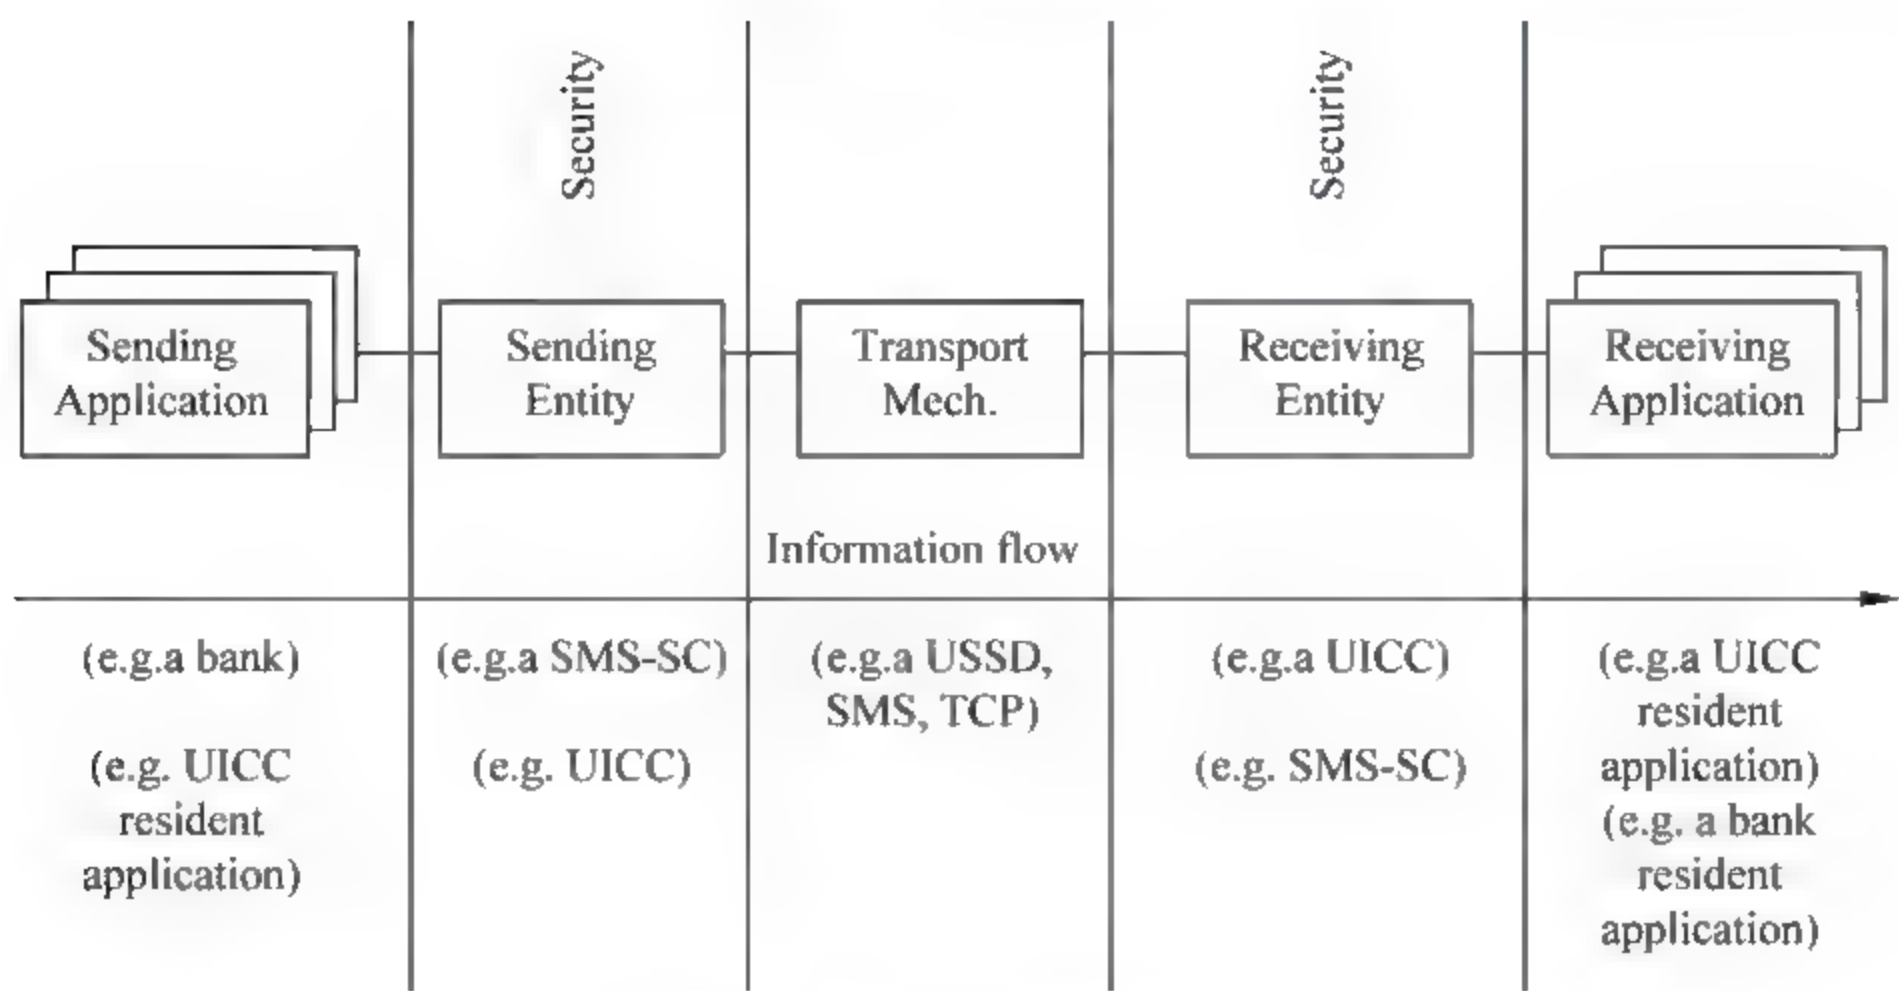 Security
Security
Sending
Application
Sending
Entity
Transport
Mech.
Receiving
Entity
Receiving
Application
Information flow
(e.g.a bank)
(e.g. UICC
resident
application)
(e.g.a SMS-SC)
(e.g. UICC)
(e.g.a USSD,
SMS, TCP)
(e.g.a UICC)
(e.g. SMS-SC)
(e.g.a UICC
resident
application)
(e.g. a bank
resident
application)